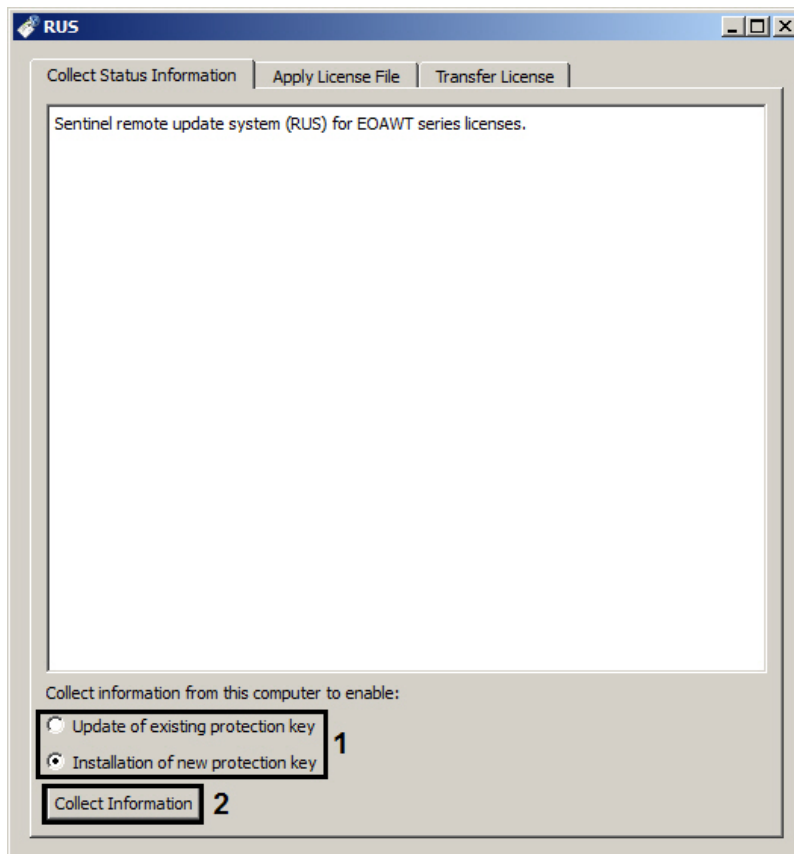 RUS
Collect Status Information Apply License File Transfer License
Sentinel remote update system (RUS) for EOAWT series licenses.
Collect information from this computer to enable:
Update of existing protection key
1
Installation of new protection key
Collect Information 2